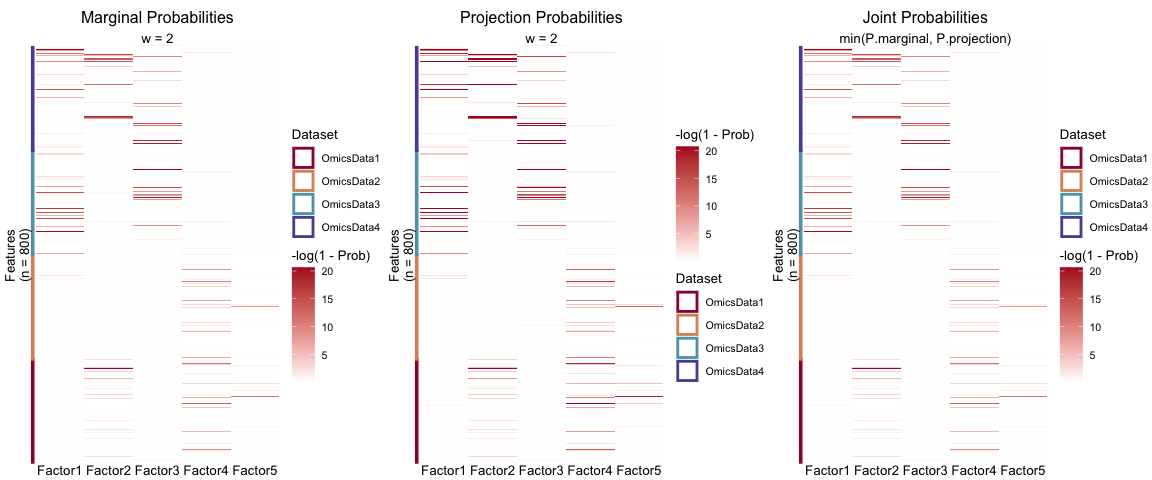 Marginal Probabilities
w = 2
Features
(n = 800)
Factor1 Factor2 Factor3 Factor4 Factor5
Dataset
OmicsData1
OmicsData2
OmicsData3
OmicsData4
-log(1 - Prob)
20
15
10
5
Projection Probabilities
w = 2
Features
(n = 800)
Factor1 Factor2 Factor3 Factor4 Factor5
-log(1 - Prob)
20
15
10
5
Dataset
OmicsData1
OmicsData2
OmicsData3
OmicsData4
Joint Probabilities
min(P.marginal, P.projection)
Features
(n = 800)
Factor1 Factor2 Factor3 Factor4 Factor5
Dataset
OmicsData1
OmicsData2
OmicsData3
OmicsData4
-log(1 - Prob)
20
15
10
5